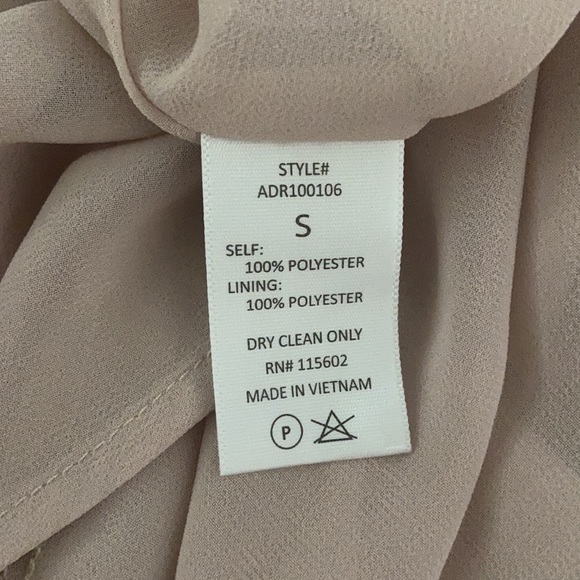 STYLE#
ADR100106
S
SELF:
100% POLYESTER
LINING:
100% POLYESTER
DRY CLEAN ONLY
RN# 115602
MADE IN VIETNAM
P